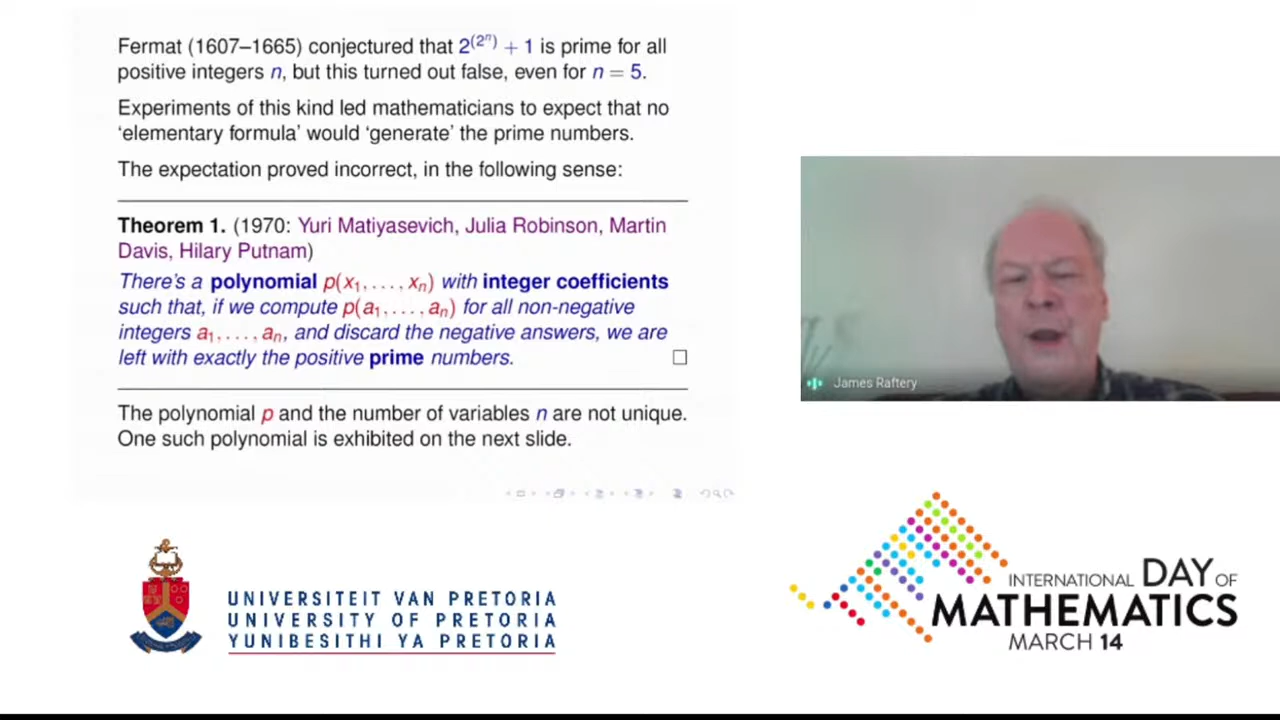 Fermat (1607–1665) conjectured that 2^(2^n) + 1 is prime for all
positive integers n, but this turned out false, even for n = 5.
Experiments of this kind led mathematicians to expect that no
‘elementary formula’ would ‘generate’ the prime numbers.
The expectation proved incorrect, in the following sense:
Theorem 1. (1970: Yuri Matiyasevich, Julia Robinson, Martin
Davis, Hilary Putnam)
There's a polynomial p(x₁, . . . , xₙ) with integer coefficients
such that, if we compute p(a₁, . . . , aₙ) for all non-negative
integers a₁, . . . , aₙ, and discard the negative answers, we are
left with exactly the positive prime numbers. □
The polynomial p and the number of variables n are not unique.
One such polynomial is exhibited on the next slide.
James Raftery
UNIVERSITEIT VAN PRETORIA
UNIVERSITY OF PRETORIA
YUNIBESITHI YA PRETORIA
INTERNATIONAL DAY OF
MATHEMATICS
MARCH 14